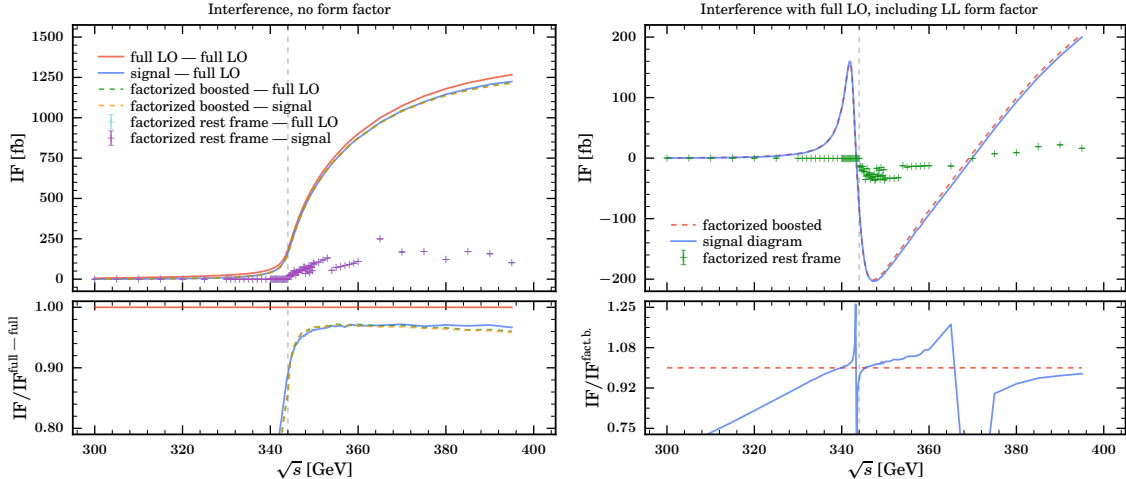 Interference, no form factor
IF [fb]
1500
1250
1000
750
500
250
0
full LO — full LO
signal — full LO
factorized boosted — full LO
factorized boosted — signal
factorized rest frame — full LO
factorized rest frame — signal
IF/IF^full — full
1.00
0.90
0.80
300
320
340
360
380
400
√s [GeV]
Interference with full LO, including LL form factor
IF [fb]
200
100
0
−100
−200
factorized boosted
signal diagram
factorized rest frame
IF/IF^fact.b.
1.25
1.08
0.92
0.75
300
320
340
360
380
400
√s [GeV]